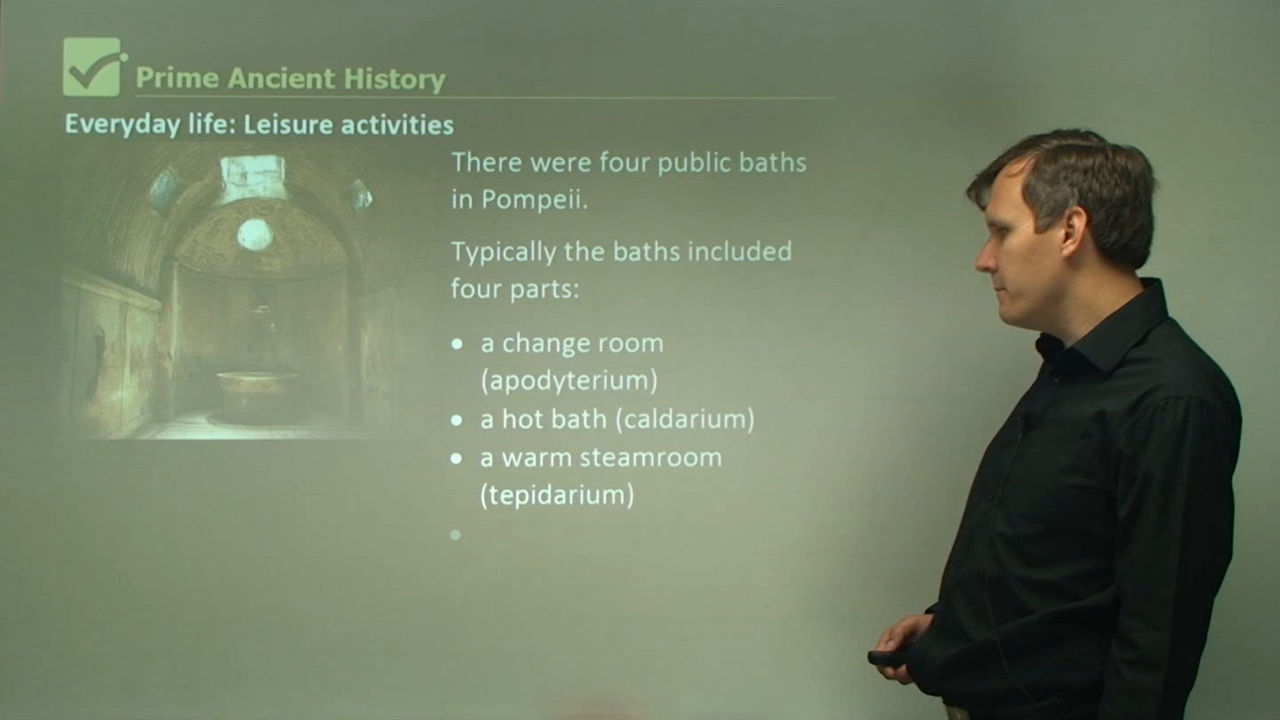 Prime Ancient History
Everyday life: Leisure activities
There were four public baths
in Pompeii.
Typically the baths included
four parts:
• a change room
(apodyterium)
• a hot bath (caldarium)
• a warm steamroom
(tepidarium)
•